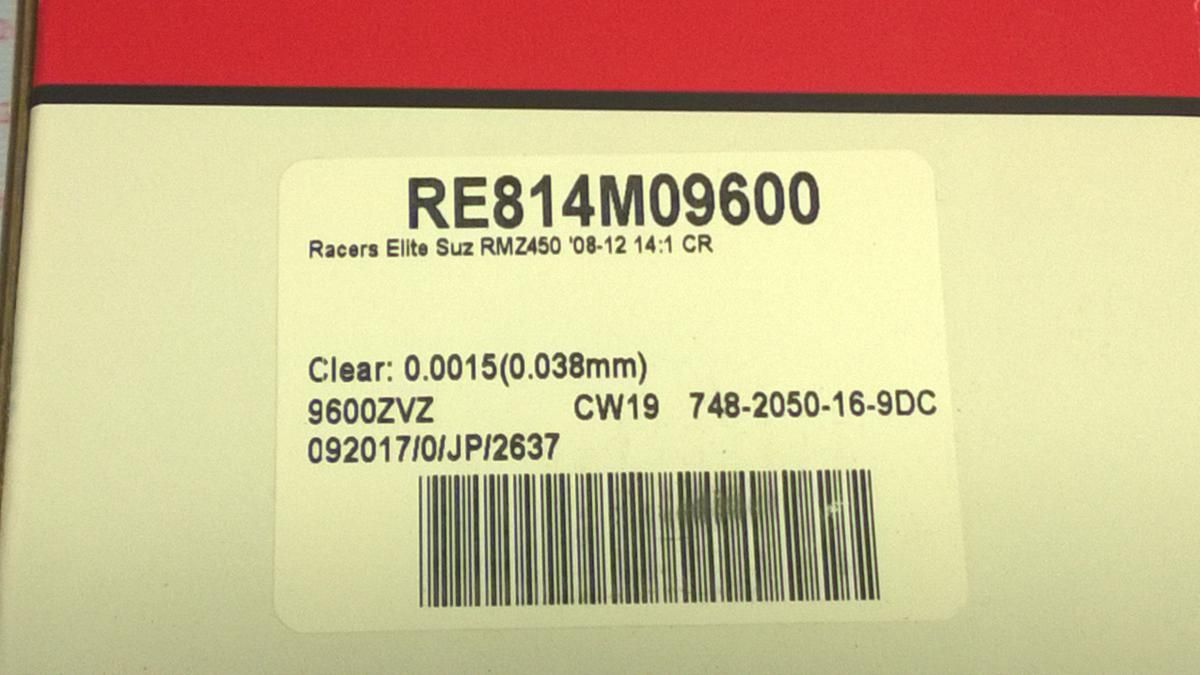 RE814M09600
Racers Elite Suz RMZ450 '08-12 14:1 CR
Clear: 0.0015(0.038mm)
9600ZVZ CW19 748-2050-16-9DC
092017/0/JP/2637